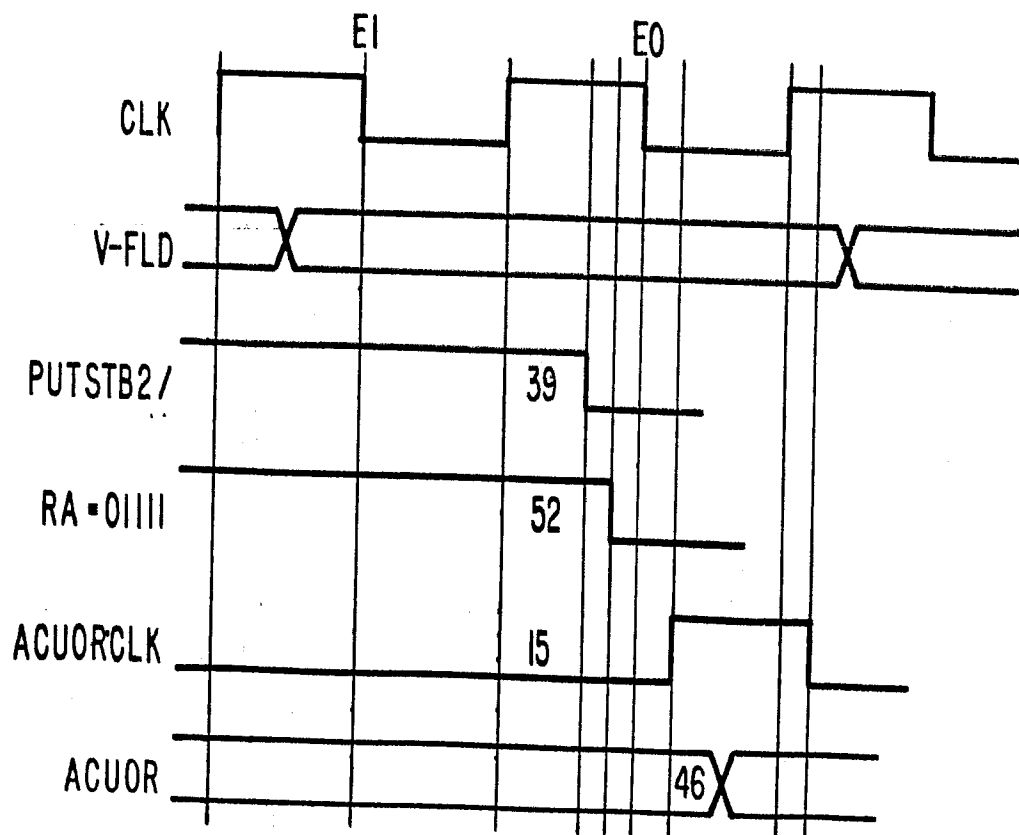 E1
E0
CLK
V-FLD
PUTSTB2/
39
RA=01111
52
ACUORCLK
15
ACUOR
46